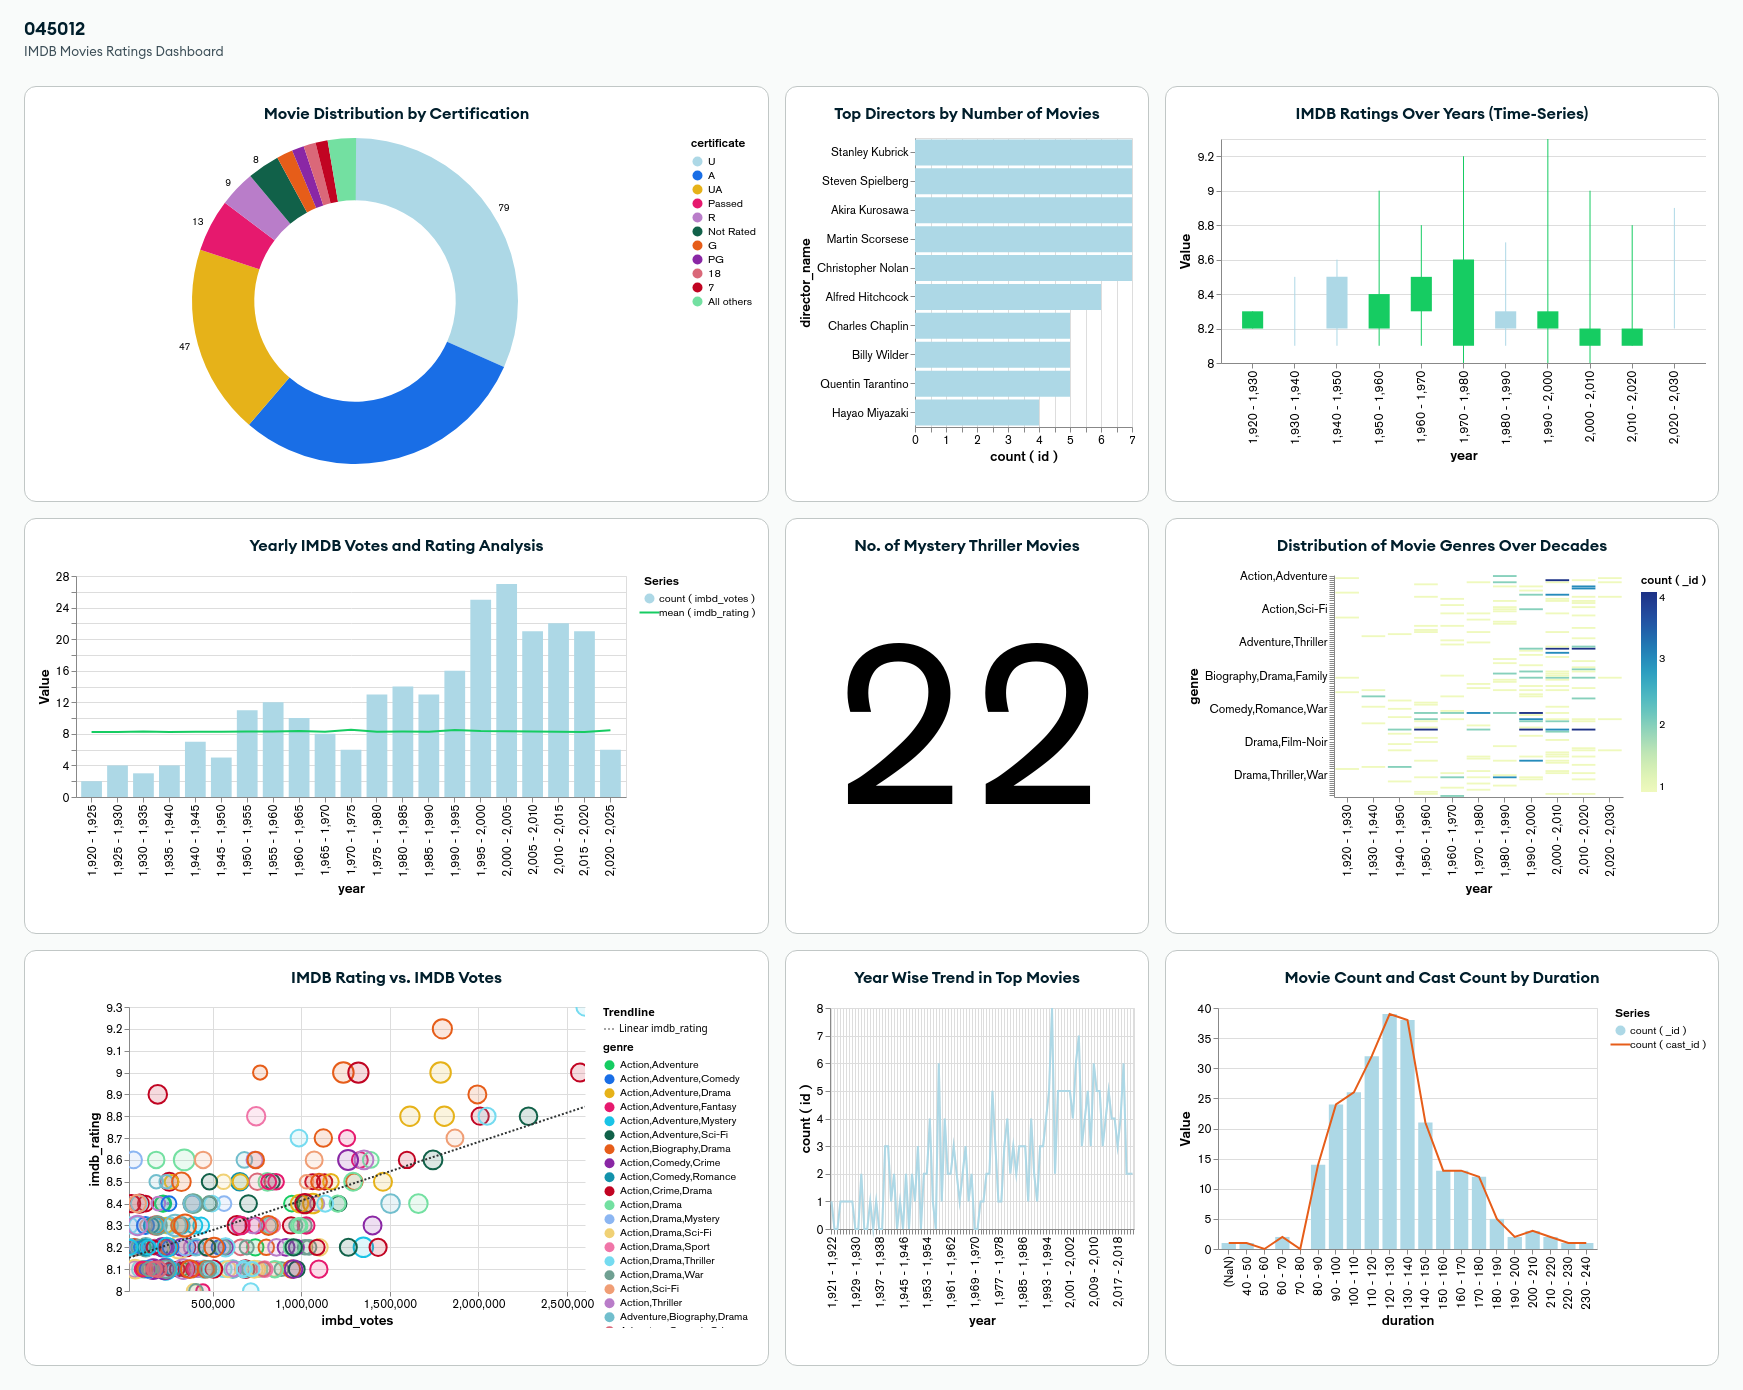 045012
IMDB Movies Ratings Dashboard
Movie Distribution by Certification
79
47
13
9
8
certificate
U
A
UA
Passed
R
Not Rated
G
PG
18
7
All others
Top Directors by Number of Movies
director_name
Stanley Kubrick
Steven Spielberg
Akira Kurosawa
Martin Scorsese
Christopher Nolan
Alfred Hitchcock
Charles Chaplin
Billy Wilder
Quentin Tarantino
Hayao Miyazaki
0 1 2 3 4 5 6 7
count ( id )
IMDB Ratings Over Years (Time-Series)
Value
9.2
9
8.8
8.6
8.4
8.2
8
1,920 - 1,930
1,930 - 1,940
1,940 - 1,950
1,950 - 1,960
1,960 - 1,970
1,970 - 1,980
1,980 - 1,990
1,990 - 2,000
2,000 - 2,010
2,010 - 2,020
2,020 - 2,030
year
Yearly IMDB Votes and Rating Analysis
Value
28
24
20
16
12
8
4
0
1,920 - 1,925
1,925 - 1,930
1,930 - 1,935
1,935 - 1,940
1,940 - 1,945
1,945 - 1,950
1,950 - 1,955
1,955 - 1,960
1,960 - 1,965
1,965 - 1,970
1,970 - 1,975
1,975 - 1,980
1,980 - 1,985
1,985 - 1,990
1,990 - 1,995
1,995 - 2,000
2,000 - 2,005
2,005 - 2,010
2,010 - 2,015
2,015 - 2,020
2,020 - 2,025
year
Series
count ( imbd_votes )
mean ( imdb_rating )
No. of Mystery Thriller Movies
22
Distribution of Movie Genres Over Decades
genre
Action,Adventure
Action,Sci-Fi
Adventure,Thriller
Biography,Drama,Family
Comedy,Romance,War
Drama,Film-Noir
Drama,Thriller,War
1,920 - 1,930
1,930 - 1,940
1,940 - 1,950
1,950 - 1,960
1,960 - 1,970
1,970 - 1,980
1,980 - 1,990
1,990 - 2,000
2,000 - 2,010
2,010 - 2,020
2,020 - 2,030
year
count ( _id )
4
3
2
1
IMDB Rating vs. IMDB Votes
imdb_rating
9.3
9.2
9.1
9
8.9
8.8
8.7
8.6
8.5
8.4
8.3
8.2
8.1
8
500,000 1,000,000 1,500,000 2,000,000 2,500,000
imbd_votes
Trendline
Linear imdb_rating
genre
Action,Adventure
Action,Adventure,Comedy
Action,Adventure,Drama
Action,Adventure,Fantasy
Action,Adventure,Mystery
Action,Adventure,Sci-Fi
Action,Biography,Drama
Action,Comedy,Crime
Action,Comedy,Romance
Action,Crime,Drama
Action,Drama
Action,Drama,Mystery
Action,Drama,Sci-Fi
Action,Drama,Sport
Action,Drama,Thriller
Action,Drama,War
Action,Sci-Fi
Action,Thriller
Adventure,Biography,Drama
Year Wise Trend in Top Movies
count ( id )
8
7
6
5
4
3
2
1
0
1,921 - 1,922
1,929 - 1,930
1,937 - 1,938
1,945 - 1,946
1,953 - 1,954
1,961 - 1,962
1,969 - 1,970
1,977 - 1,978
1,985 - 1,986
1,993 - 1,994
2,001 - 2,002
2,009 - 2,010
2,017 - 2,018
year
Movie Count and Cast Count by Duration
Value
40
35
30
25
20
15
10
5
0
(NaN)
40 - 50
50 - 60
60 - 70
70 - 80
80 - 90
90 - 100
100 - 110
110 - 120
120 - 130
130 - 140
140 - 150
150 - 160
160 - 170
170 - 180
180 - 190
190 - 200
200 - 210
210 - 220
220 - 230
230 - 240
duration
Series
count ( _id )
count ( cast_id )